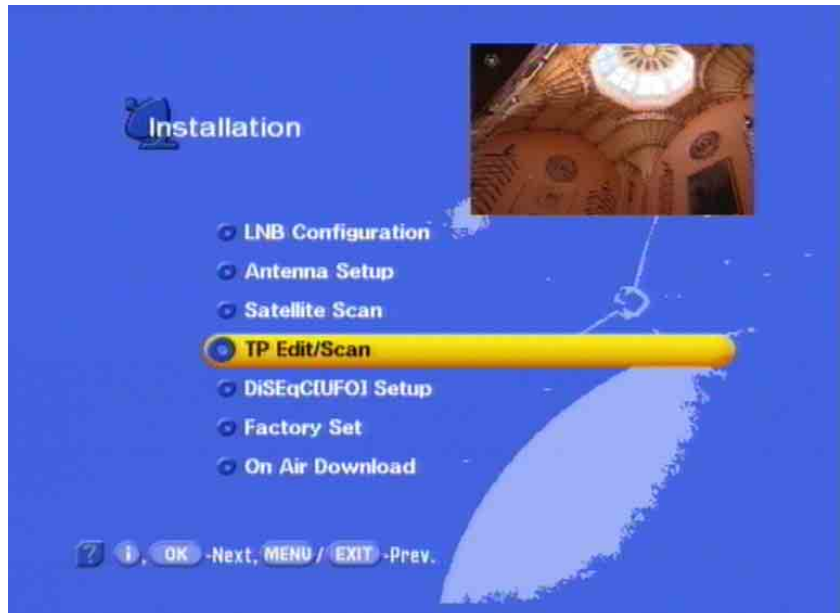 Installation
LNB Configuration
Antenna Setup
Satellite Scan
TP Edit/Scan
DiSEqC[UFO] Setup
Factory Set
On Air Download
? i, OK -Next, MENU / EXIT -Prev.